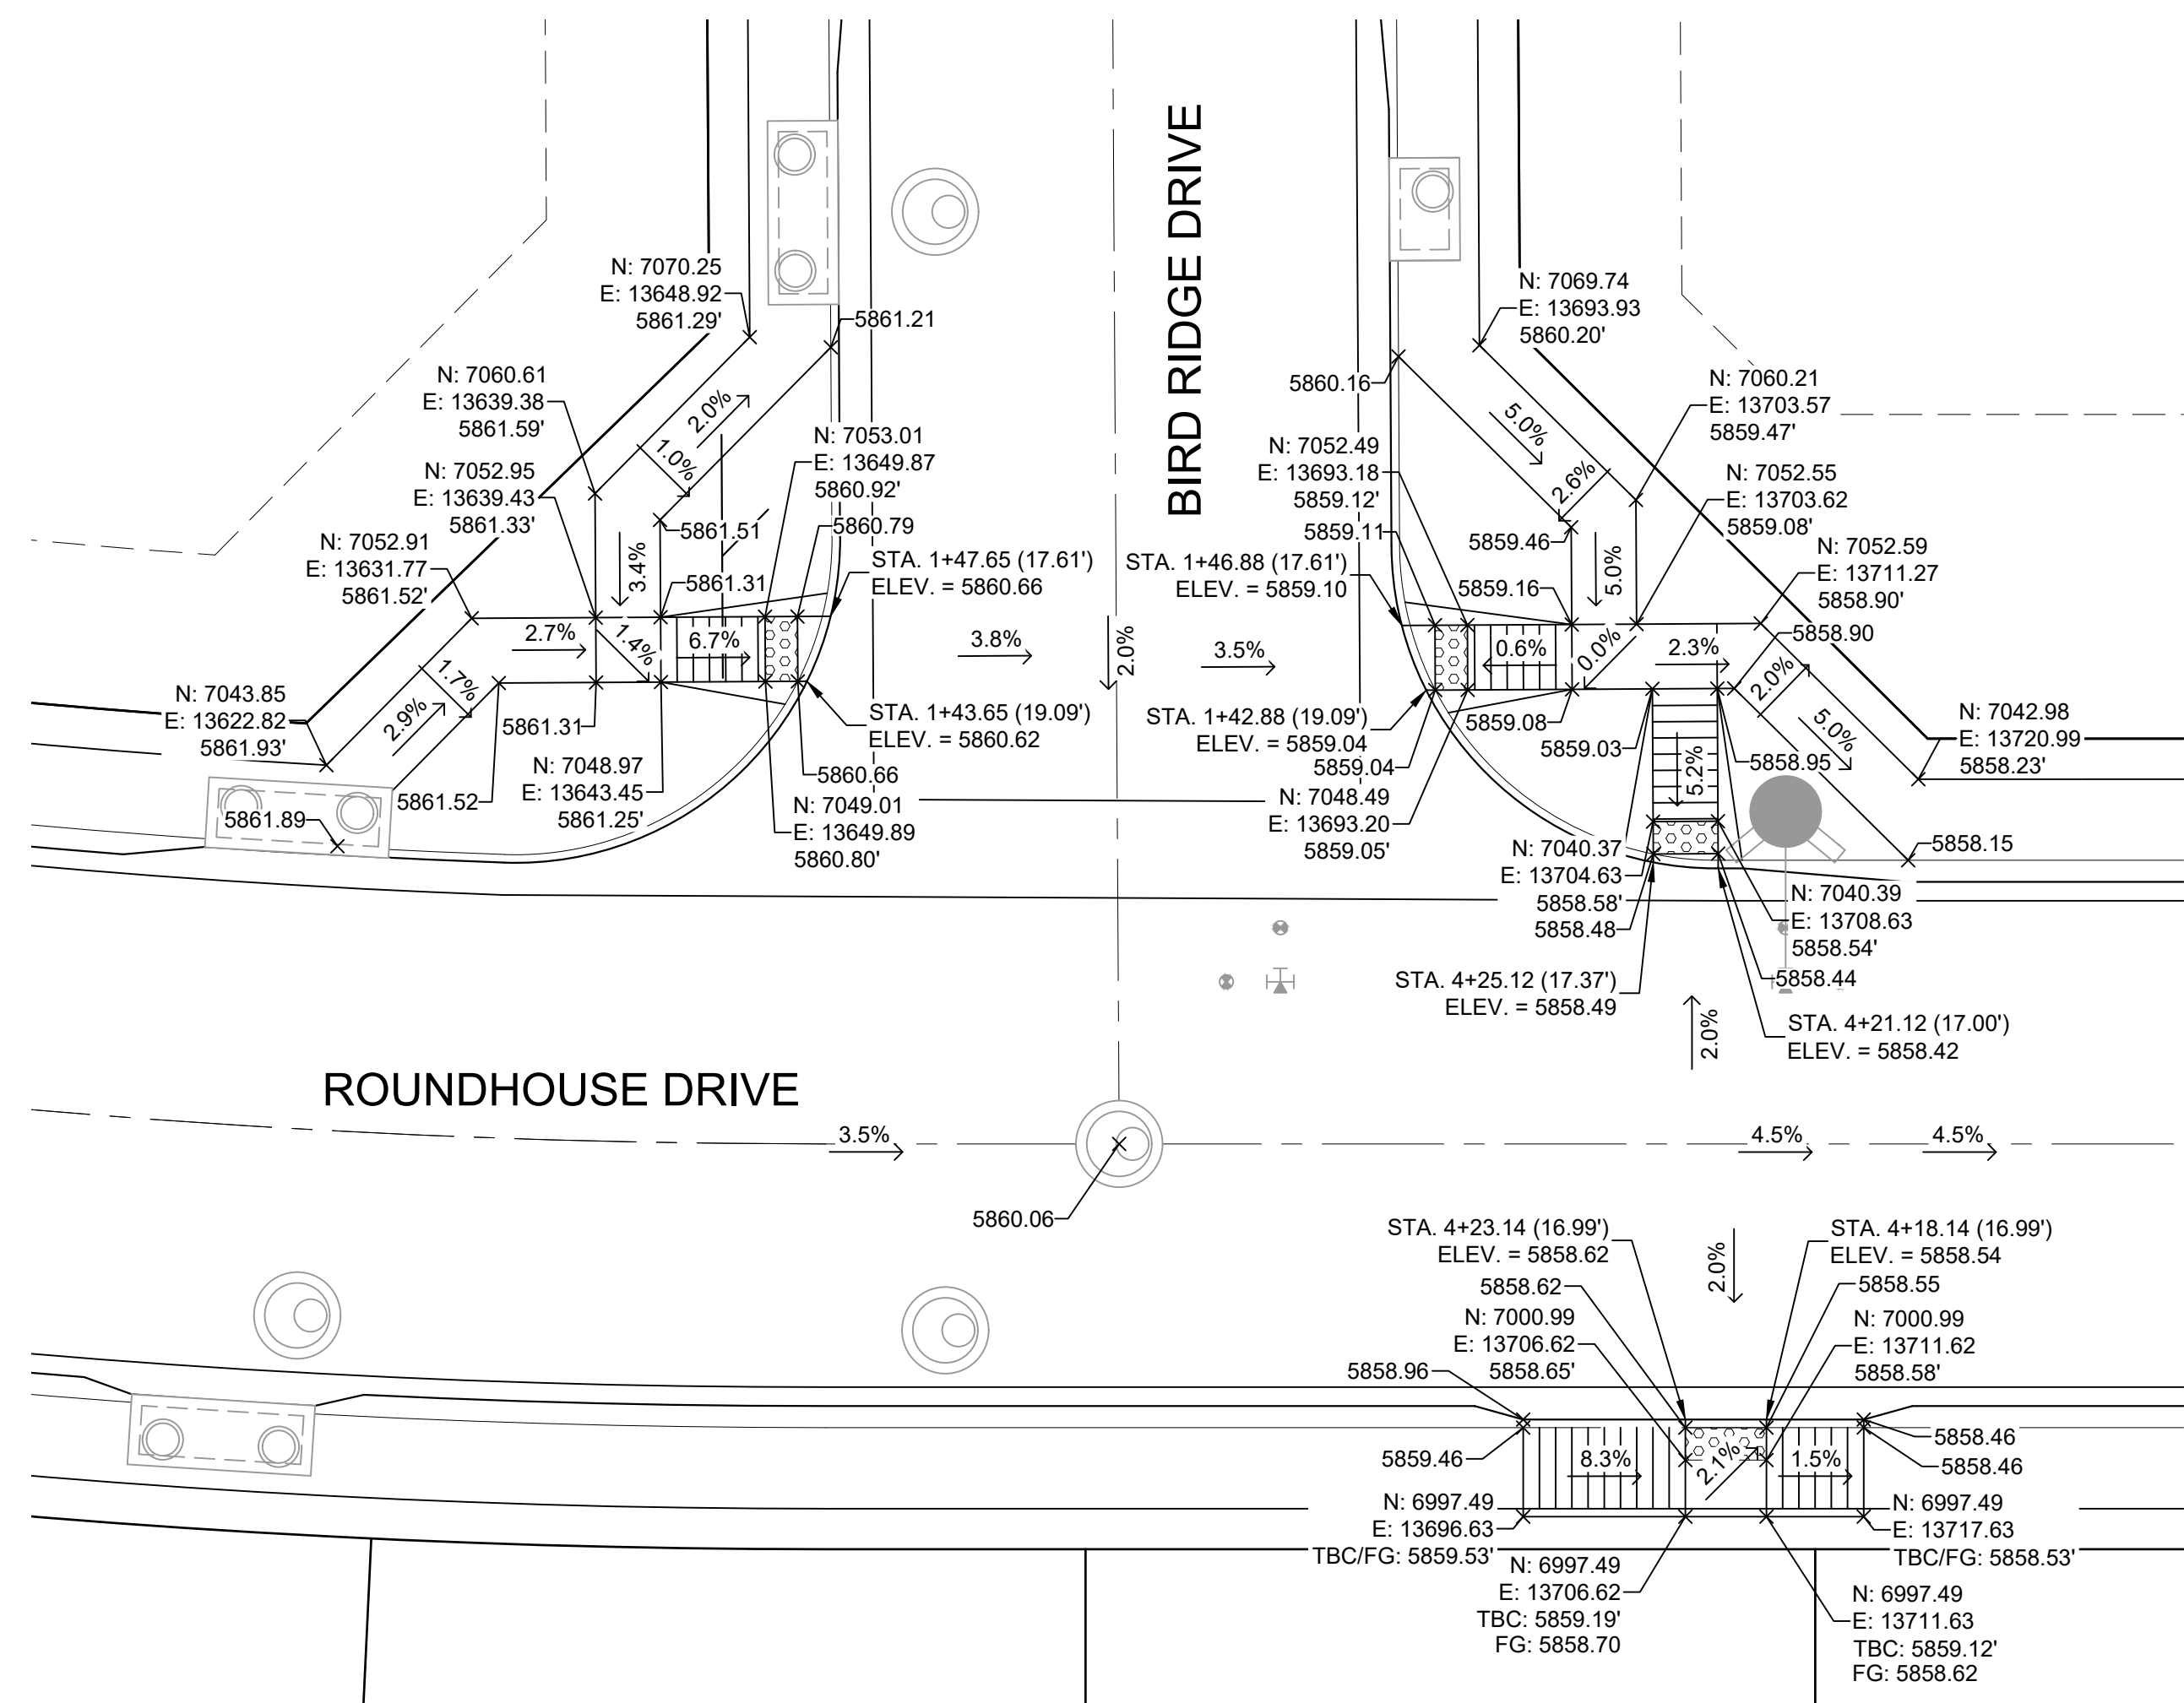 N: 7070.25
E: 13648.92
5861.29'
5861.21
BIRD RIDGE DRIVE
N: 7069.74
E: 13693.93
5860.20'
5860.16
N: 7060.61
E: 13639.38
5861.59'
2.0%
1.0%
N: 7052.95
E: 13639.43
5861.33'
N: 7053.01
E: 13649.87
5860.92'
5860.79
N: 7052.91
E: 13631.77
5861.52'
5861.51
3.4%
5861.31
STA. 1+47.65 (17.61')
ELEV. = 5860.66
2.7%
1.4%
6.7%
1.7%
2.9%
N: 7043.85
E: 13622.82
5861.93'
5861.31
5861.52
5861.89
N: 7048.97
E: 13643.45
5861.25'
STA. 1+43.65 (19.09')
ELEV. = 5860.62
5860.66
N: 7049.01
E: 13649.89
5860.80'
3.8%
2.0%
3.5%
N: 7060.21
E: 13703.57
5859.47'
5.0%
2.6%
N: 7052.49
E: 13693.18
5859.12'
5859.11
5859.46
N: 7052.55
E: 13703.62
5859.08'
N: 7052.59
E: 13711.27
5858.90'
STA. 1+46.88 (17.61')
ELEV. = 5859.10
5859.16
5.0%
5858.90
0.6%
0.0%
2.3%
2.0%
5.0%
STA. 1+42.88 (19.09')
ELEV. = 5859.04
5859.04
5859.08
5859.03
5858.95
5.2%
N: 7042.98
E: 13720.99
5858.23'
N: 7048.49
E: 13693.20
5859.05'
N: 7040.37
E: 13704.63
5858.58'
5858.48
5858.15
N: 7040.39
E: 13708.63
5858.54'
5858.44
STA. 4+25.12 (17.37')
ELEV. = 5858.49
2.0%
STA. 4+21.12 (17.00')
ELEV. = 5858.42
ROUNDHOUSE DRIVE
3.5%
4.5%
4.5%
5860.06
STA. 4+23.14 (16.99')
ELEV. = 5858.62
5858.62
2.0%
STA. 4+18.14 (16.99')
ELEV. = 5858.54
5858.55
N: 7000.99
E: 13706.62
5858.65'
N: 7000.99
E: 13711.62
5858.58'
5858.96
5859.46
8.3%
2.1%
1.5%
5858.46
5858.46
N: 6997.49
E: 13696.63
TBC/FG: 5859.53'
N: 6997.49
E: 13717.63
TBC/FG: 5858.53'
N: 6997.49
E: 13706.62
TBC: 5859.19'
FG: 5858.70
N: 6997.49
E: 13711.63
TBC: 5859.12'
FG: 5858.62